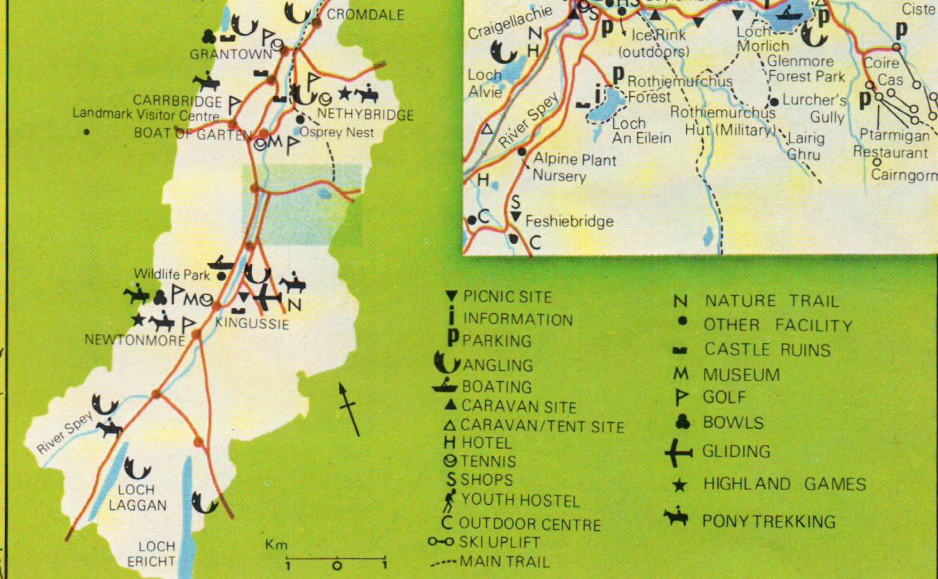 CROMDALE
GRANTOWN
CARRBRIDGE
Landmark Visitor Centre
BOAT OF GARTEN
NETHYBRIDGE
Osprey Nest
M
Wildlife Park
M
N
KINGUSSIE
NEWTONMORE
River Spey
LOCH
LAGGAN
LOCH
ERICHT
Km
1 0 1
Craigellachie
N
H
S
HS
P
i
P
Ice Rink
(outdoors)
Loch
Morlich
Glenmore
Forest Park
Ciste
P
Coire
Cas
P
Loch
Alvie
P
i
Rothiemurchus
Forest
Loch
An Eilein
River Spey
Rothiemurchus
Hut (Military)
Lurcher's
Gully
Lairig
Ghru
Ptarmigan
Restaurant
Cairngorm
Alpine Plant
Nursery
H
S
C
Feshiebridge
C
PICNIC SITE
i INFORMATION
P PARKING
ANGLING
BOATING
CARAVAN SITE
CARAVAN/TENT SITE
H HOTEL
TENNIS
S SHOPS
YOUTH HOSTEL
C OUTDOOR CENTRE
SKI UPLIFT
MAIN TRAIL
N NATURE TRAIL
OTHER FACILITY
CASTLE RUINS
M MUSEUM
GOLF
BOWLS
GLIDING
HIGHLAND GAMES
PONY TREKKING